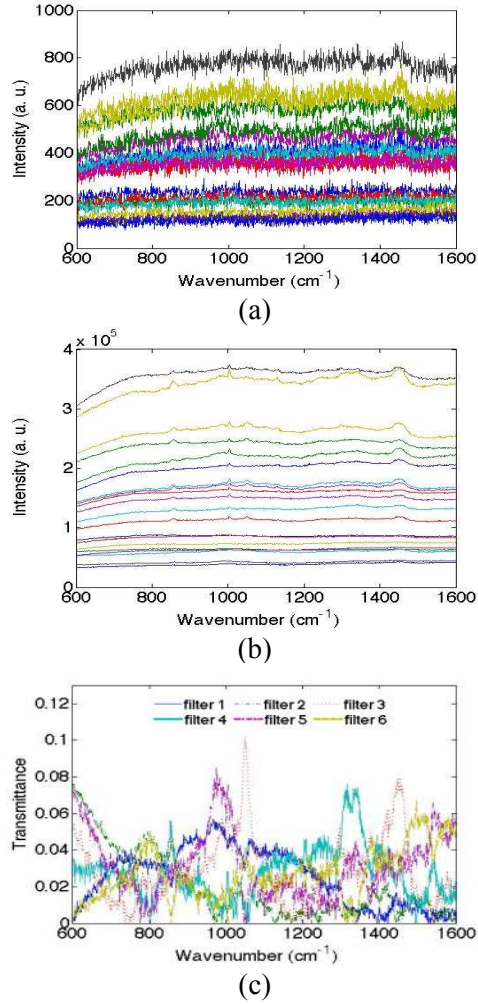 1000
800
600
400
200
0
Intensity (a. u.)
600 800 1000 1200 1400 1600
Wavenumber (cm⁻¹)
(a)
4 × 10⁵
3
2
1
0
Intensity (a. u.)
600 800 1000 1200 1400 1600
Wavenumber (cm⁻¹)
(b)
0.12
0.1
0.08
0.06
0.04
0.02
0
Transmittance
filter 1 filter 2 filter 3
filter 4 filter 5 filter 6
600 800 1000 1200 1400 1600
Wavenumber (cm⁻¹)
(c)